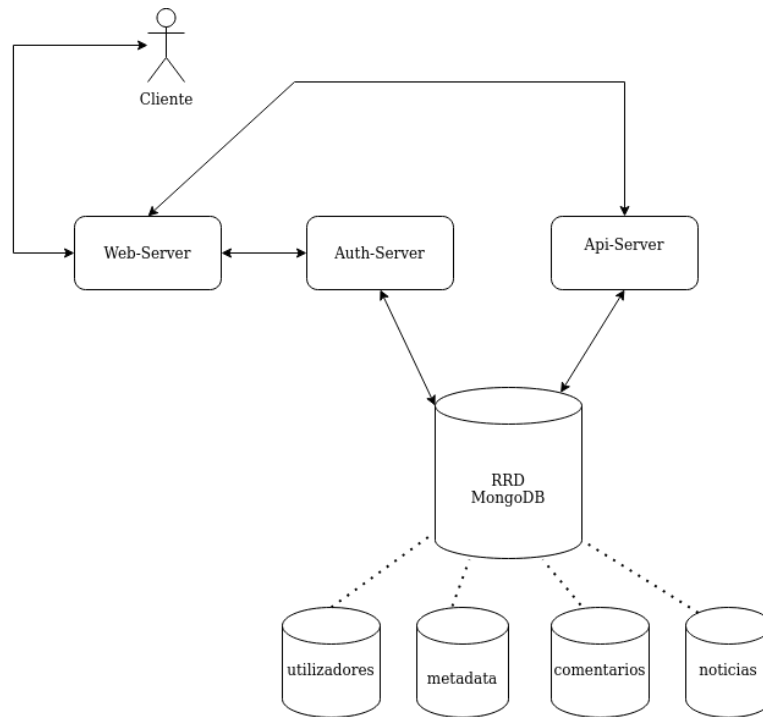 Cliente
Web-Server
Auth-Server
Api-Server
RRD
MongoDB
utilizadores
metadata
comentarios
noticias